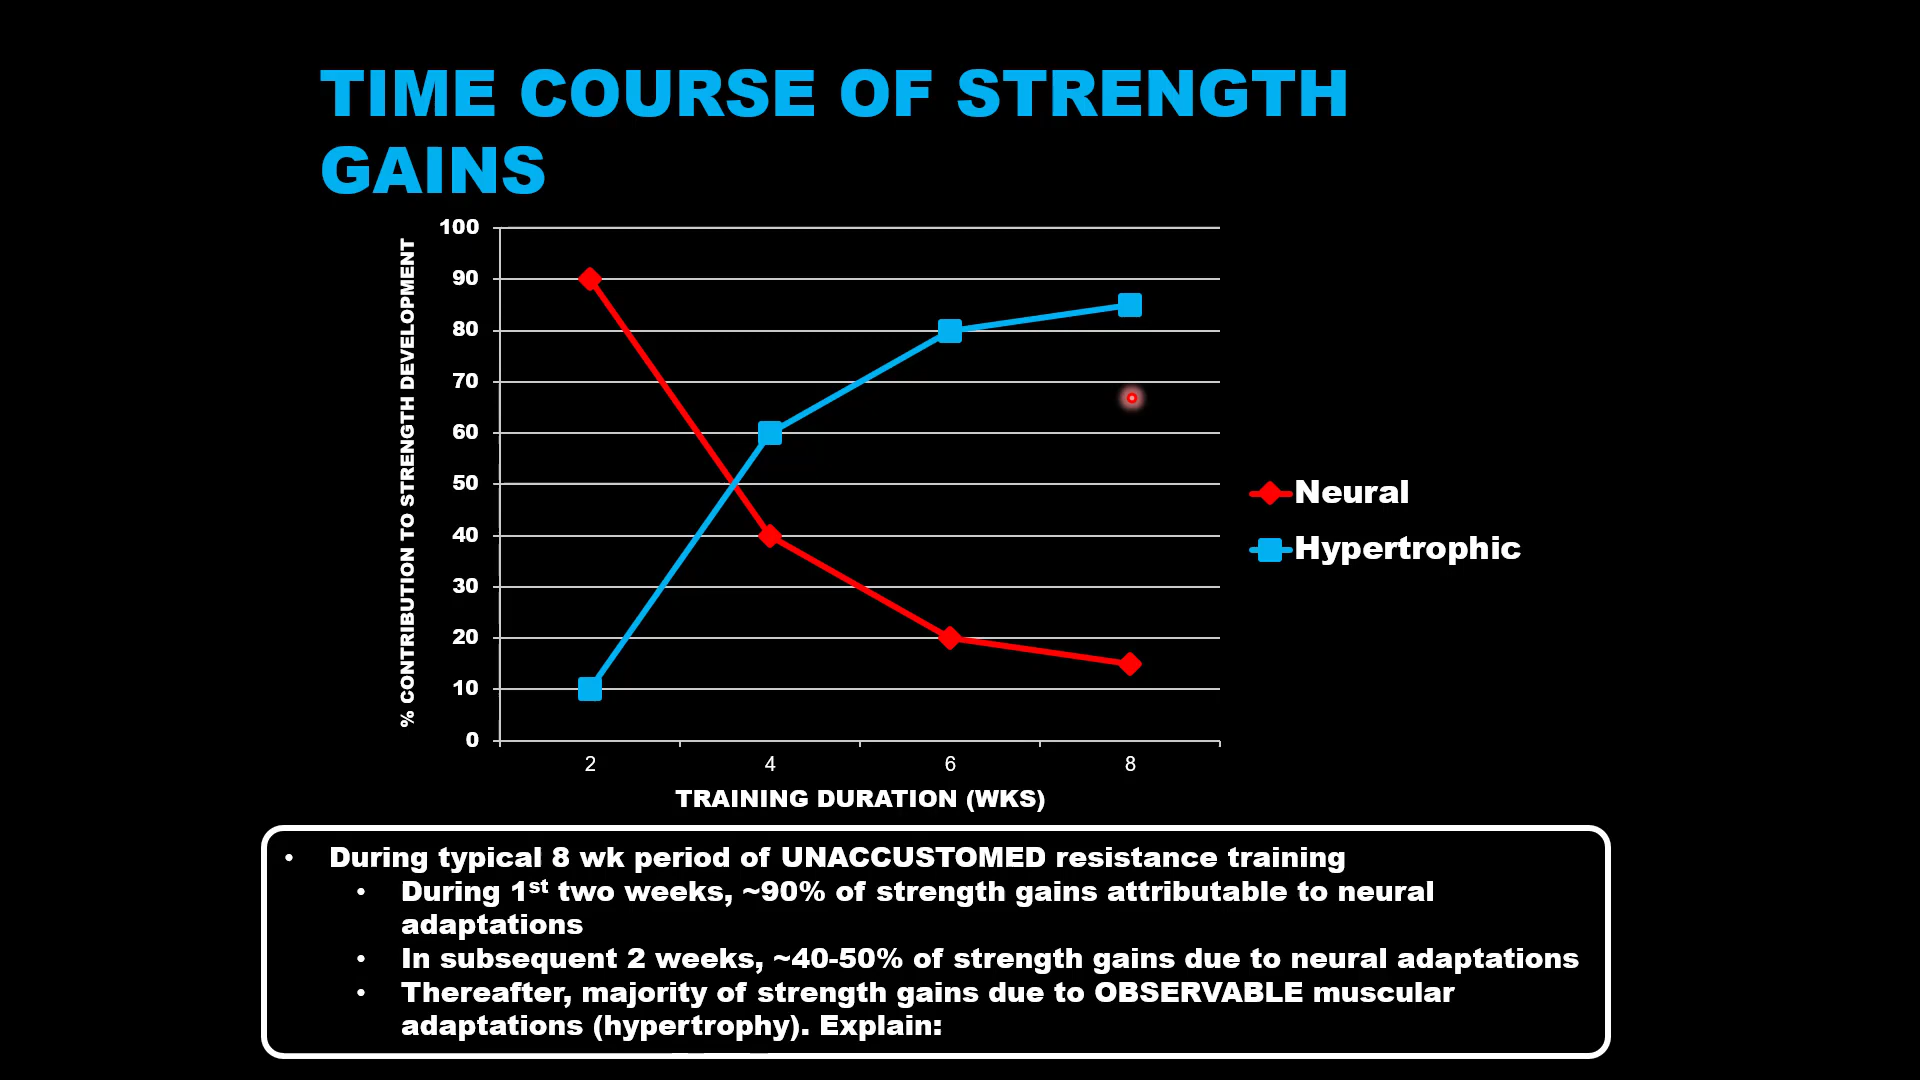 TIME COURSE OF STRENGTH
GAINS
% CONTRIBUTION TO STRENGTH DEVELOPMENT
100
90
80
70
60
50
40
30
20
10
0
2 4 6 8
TRAINING DURATION (WKS)
Neural
Hypertrophic
• During typical 8 wk period of UNACCUSTOMED resistance training
• During 1st two weeks, ~90% of strength gains attributable to neural
adaptations
• In subsequent 2 weeks, ~40-50% of strength gains due to neural adaptations
• Thereafter, majority of strength gains due to OBSERVABLE muscular
adaptations (hypertrophy). Explain: